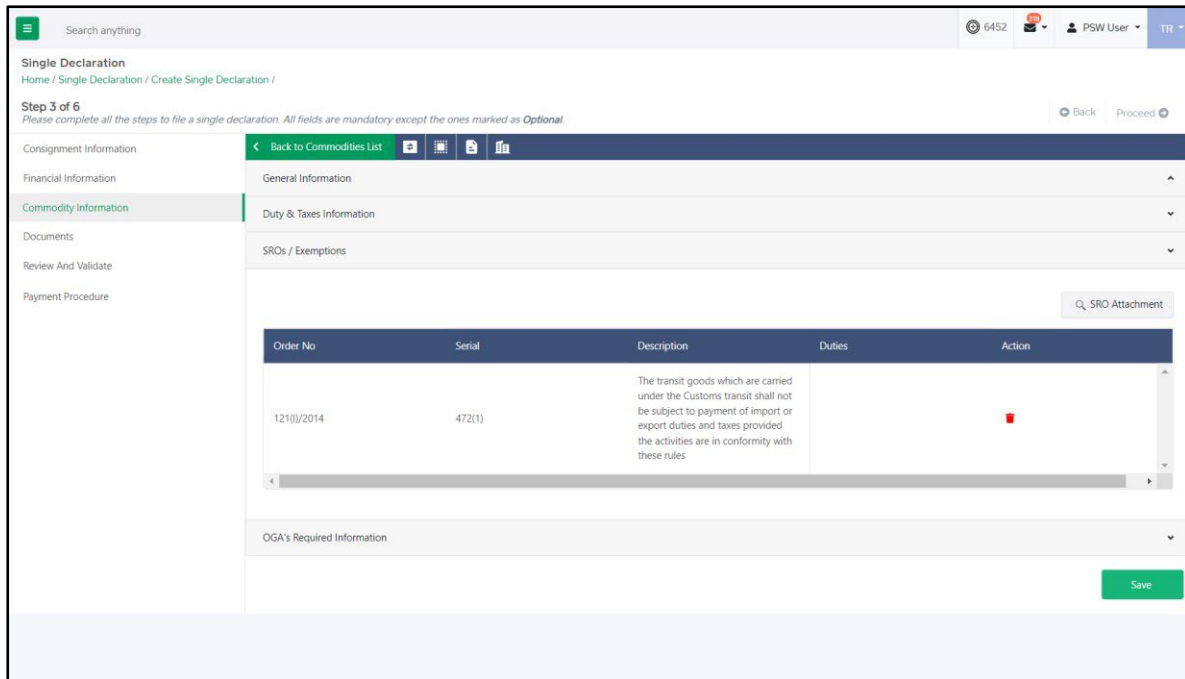 Search anything
6452
PSW User
TR
Single Declaration
Home / Single Declaration / Create Single Declaration /
Step 3 of 6
Please complete all the steps to file a single declaration. All fields are mandatory except the ones marked as Optional.
Back
Proceed
Consignment Information
Financial Information
Commodity Information
Documents
Review And Validate
Payment Procedure
Back to Commodities List
General Information
Duty & Taxes Information
SROs / Exemptions
SRO Attachment
Order No Serial Description Duties Action
121(I)/2014
472(1)
The transit goods which are carried
under the Customs transit shall not
be subject to payment of import or
export duties and taxes provided
the activities are in conformity with
these rules
OGA's Required Information
Save